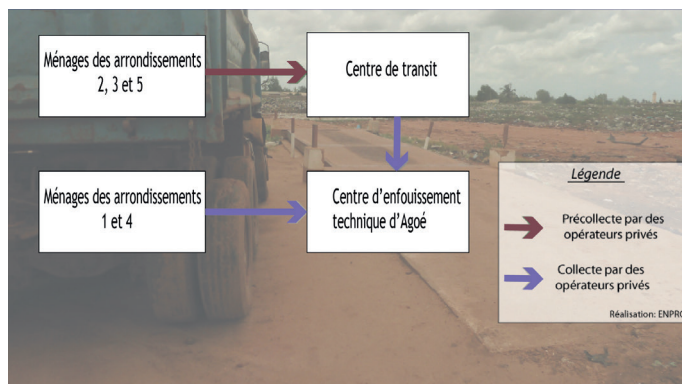 Ménages des arrondissements
2, 3 et 5
Centre de transit
Ménages des arrondissements
1 et 4
Centre d'enfouissement
technique d'Agoé
Légende
Précollecte par des
opérateurs privés
Collecte par des
opérateurs privés
Réalisation: ENPRO